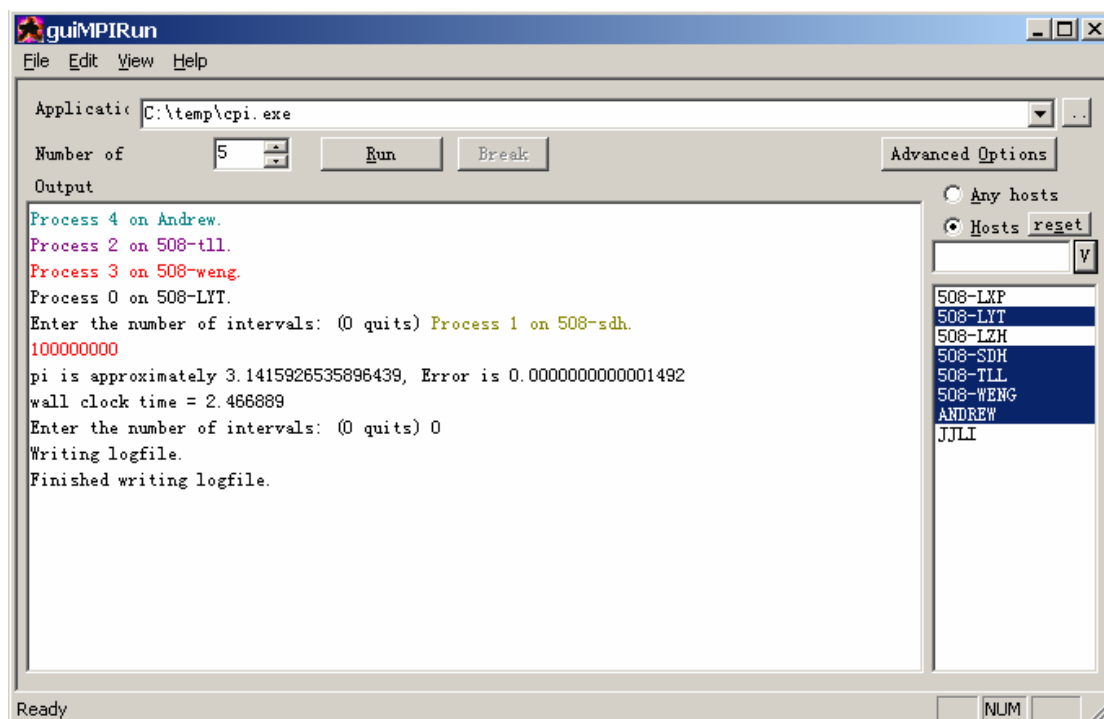 guiMPIRun
File Edit View Help
Applicatic C:\temp\cpi.exe ..
Number of 5 Run Break Advanced Options
Output
Any hosts
Hosts reset
V
Process 4 on Andrew.
Process 2 on 508-tll.
Process 3 on 508-weng.
Process 0 on 508-LYT.
Enter the number of intervals: (0 quits) Process 1 on 508-sdh.
100000000
pi is approximately 3.1415926535896439, Error is 0.0000000000001492
wall clock time = 2.466889
Enter the number of intervals: (0 quits) 0
Writing logfile.
Finished writing logfile.
508-LXP
508-LYT
508-LZH
508-SDH
508-TLL
508-WENG
ANDREW
JJLI
Ready NUM